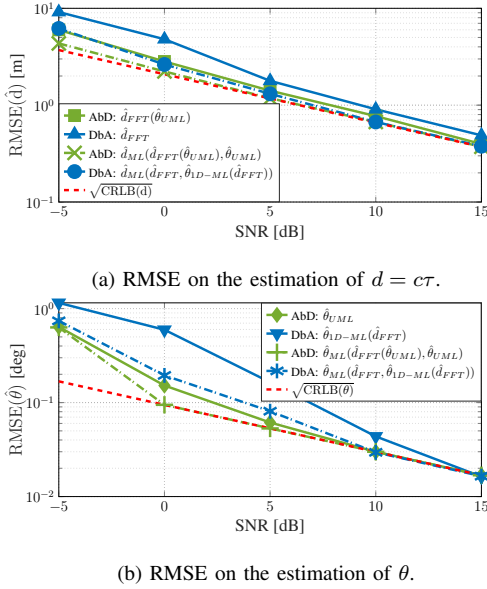 RMSE(d̂) [m]
10¹
10⁰
10⁻¹
AbD: d̂_FFT(θ̂_UML)
DbA: d̂_FFT
AbD: d̂_ML(d̂_FFT(θ̂_UML), θ̂_UML)
DbA: d̂_ML(d̂_FFT, θ̂_1D−ML(d̂_FFT))
√CRLB(d)
−5 0 5 10 15
SNR [dB]
(a) RMSE on the estimation of d = cτ.
RMSE(θ̂) [deg]
10⁰
10⁻¹
10⁻²
AbD: θ̂_UML
DbA: θ̂_1D−ML(d̂_FFT)
AbD: θ̂_ML(d̂_FFT(θ̂_UML), θ̂_UML)
DbA: θ̂_ML(d̂_FFT, θ̂_1D−ML(d̂_FFT))
√CRLB(θ)
−5 0 5 10 15
SNR [dB]
(b) RMSE on the estimation of θ.